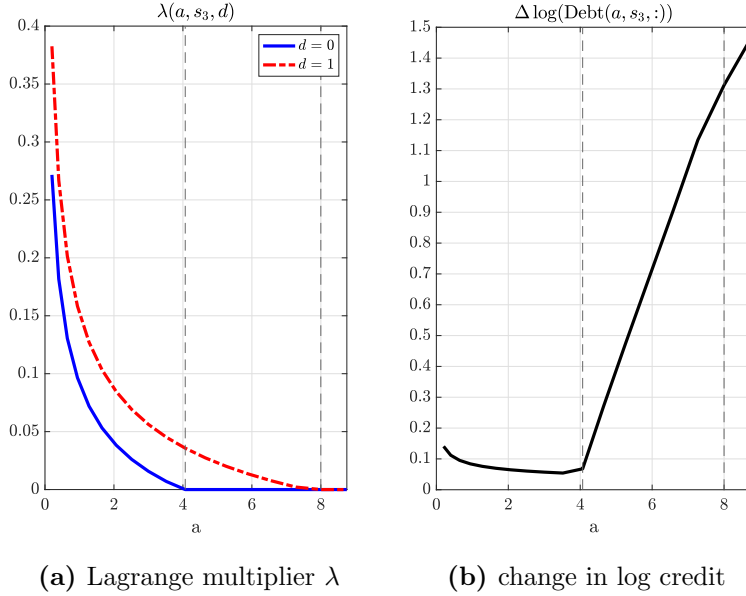 λ(a, s₃, d)
0.4
0.35
0.3
0.25
0.2
0.15
0.1
0.05
0
0 2 4 6 8
a
d = 0
d = 1
(a) Lagrange multiplier λ
Δ log(Debt(a, s₃, :))
1.5
1.4
1.3
1.2
1.1
1
0.9
0.8
0.7
0.6
0.5
0.4
0.3
0.2
0.1
0
0 2 4 6 8
a
(b) change in log credit